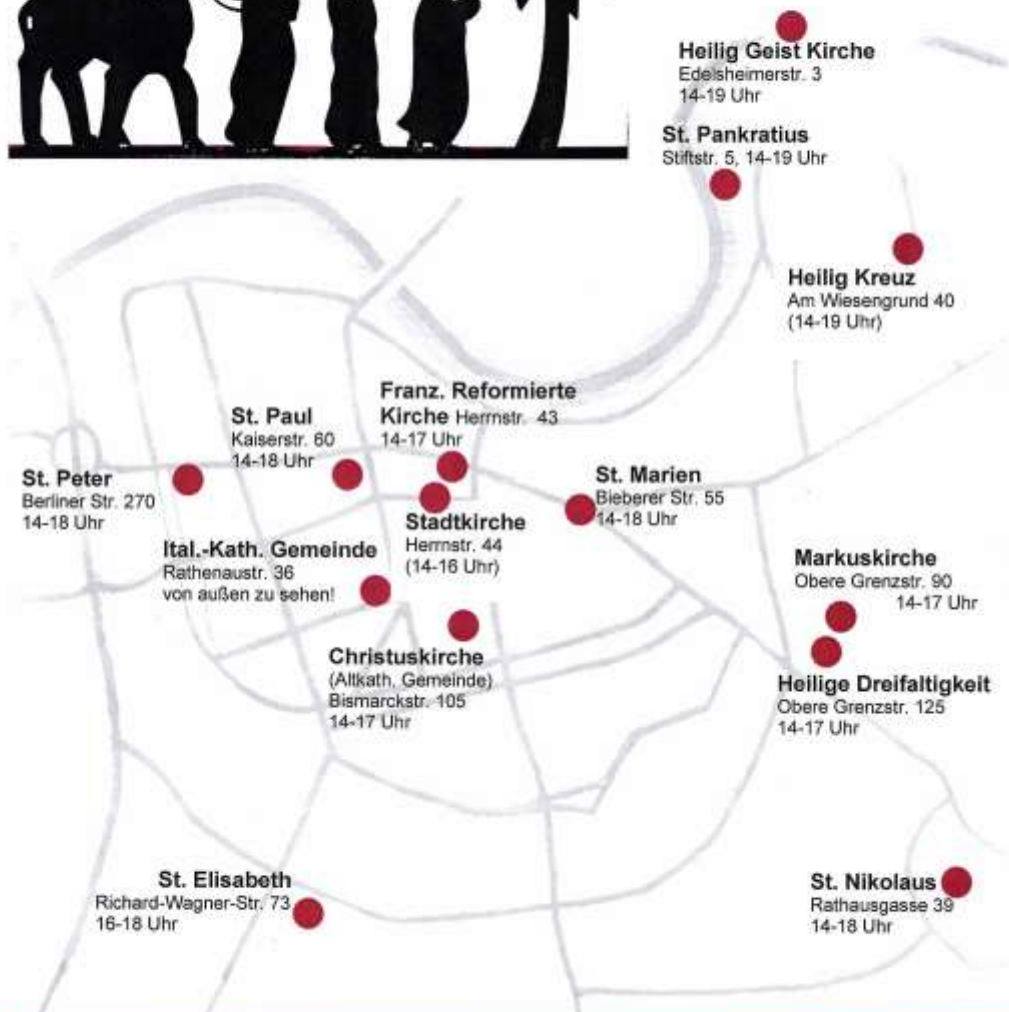 Heilig Geist Kirche
Edelsheimerstr. 3
14-19 Uhr
St. Pankratius
Stiftstr. 5, 14-19 Uhr
Heilig Kreuz
Am Wiesengrund 40
(14-19 Uhr)
Franz. Reformierte
Kirche Herrnstr. 43
14-17 Uhr
St. Paul
Kaiserstr. 60
14-18 Uhr
St. Peter
Berliner Str. 270
14-18 Uhr
St. Marien
Bieberer Str. 55
14-18 Uhr
Stadtkirche
Herrnstr. 44
(14-16 Uhr)
Ital.-Kath. Gemeinde
Rathenaustr. 36
von außen zu sehen!
Markuskirche
Obere Grenzstr. 90
14-17 Uhr
Christuskirche
(Altkath. Gemeinde)
Bismarckstr. 105
14-17 Uhr
Heilige Dreifaltigkeit
Obere Grenzstr. 125
14-17 Uhr
St. Elisabeth
Richard-Wagner-Str. 73
16-18 Uhr
St. Nikolaus
Rathausgasse 39
14-18 Uhr